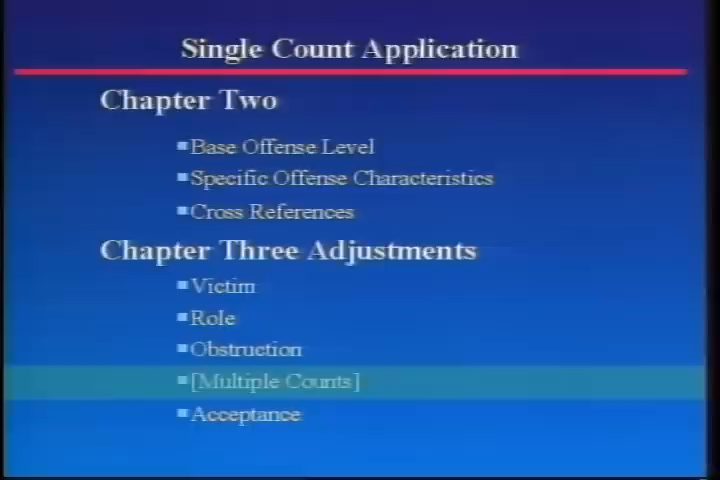 Single Count Application
Chapter Two
Base Offense Level
Specific Offense Characteristics
Cross References
Chapter Three Adjustments
Victim
Role
Obstruction
[Multiple Counts]
Acceptance